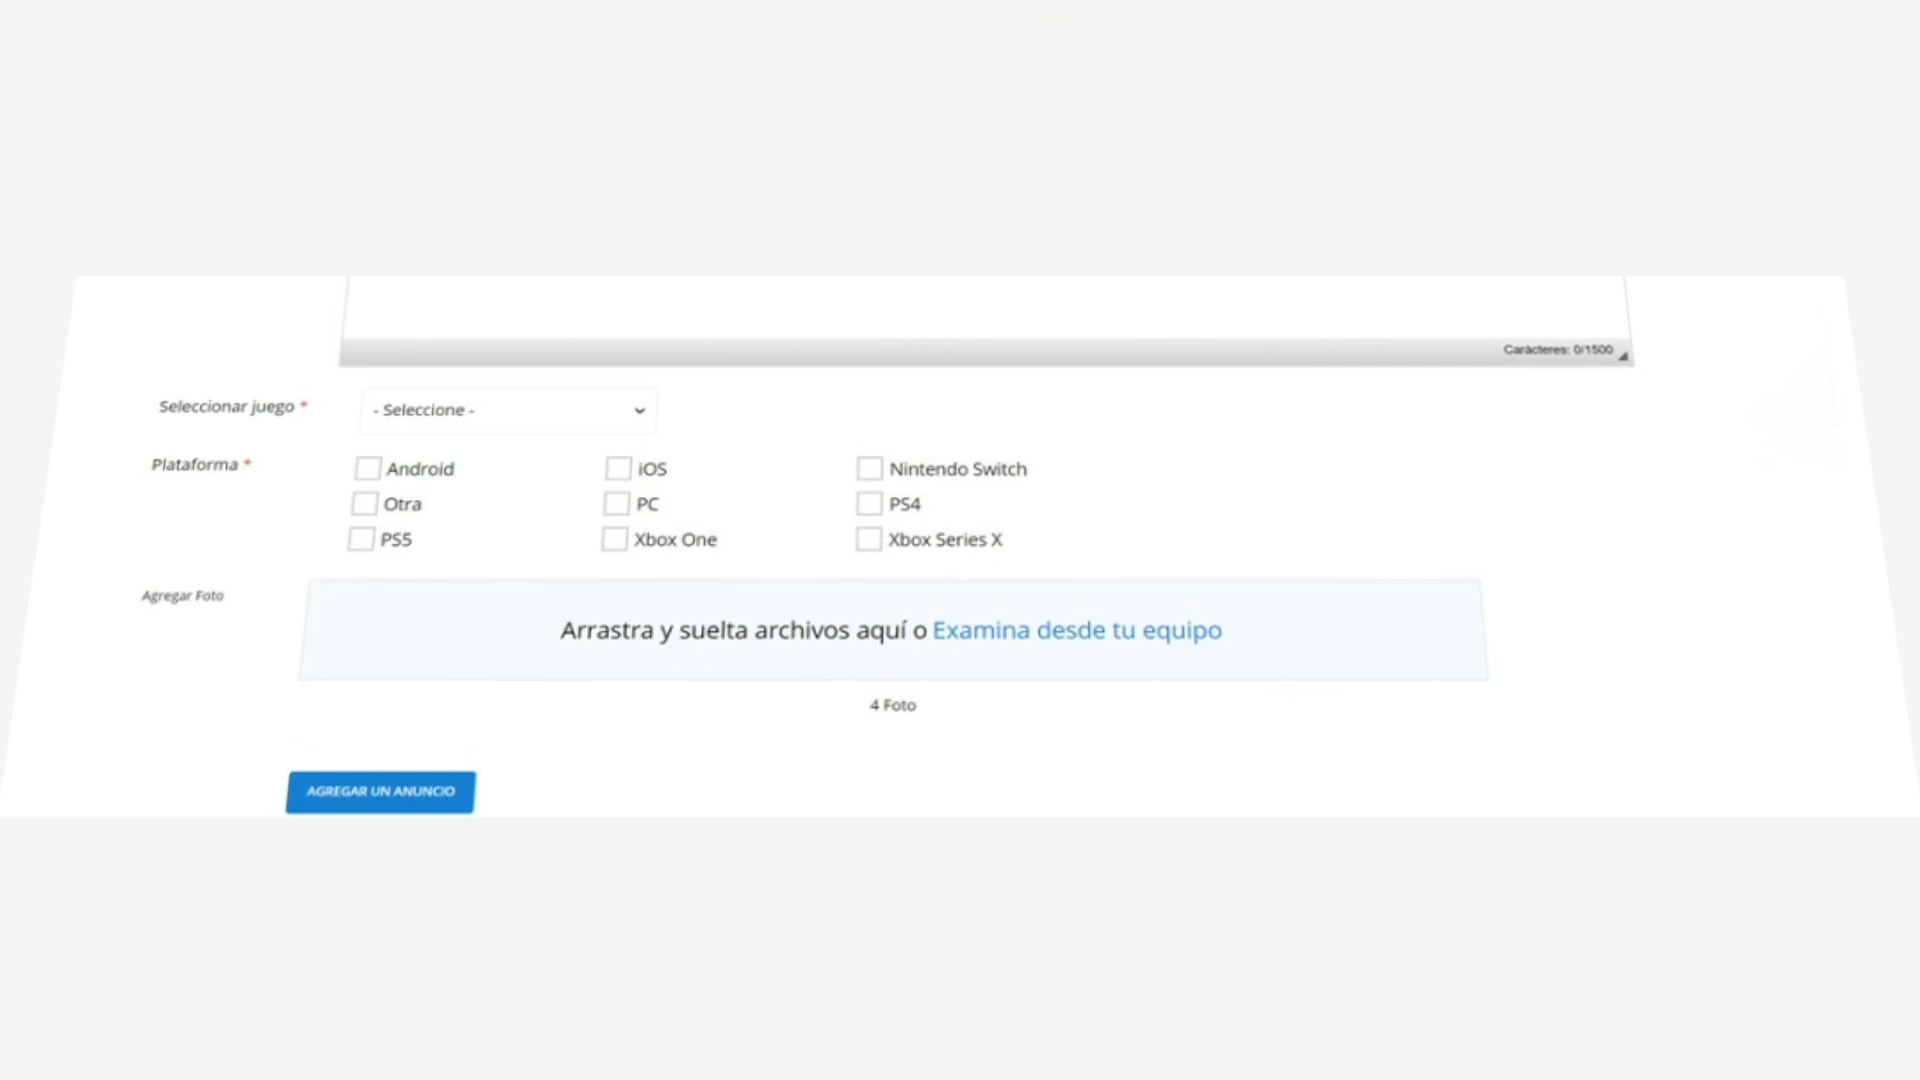 Carácteres: 0/1500
Seleccionar juego *
- Seleccione -
Plataforma *
Android
iOS
Nintendo Switch
Otra
PC
PS4
PS5
Xbox One
Xbox Series X
Agregar Foto
Arrastra y suelta archivos aquí o Examina desde tu equipo
4 Foto
AGREGAR UN ANUNCIO